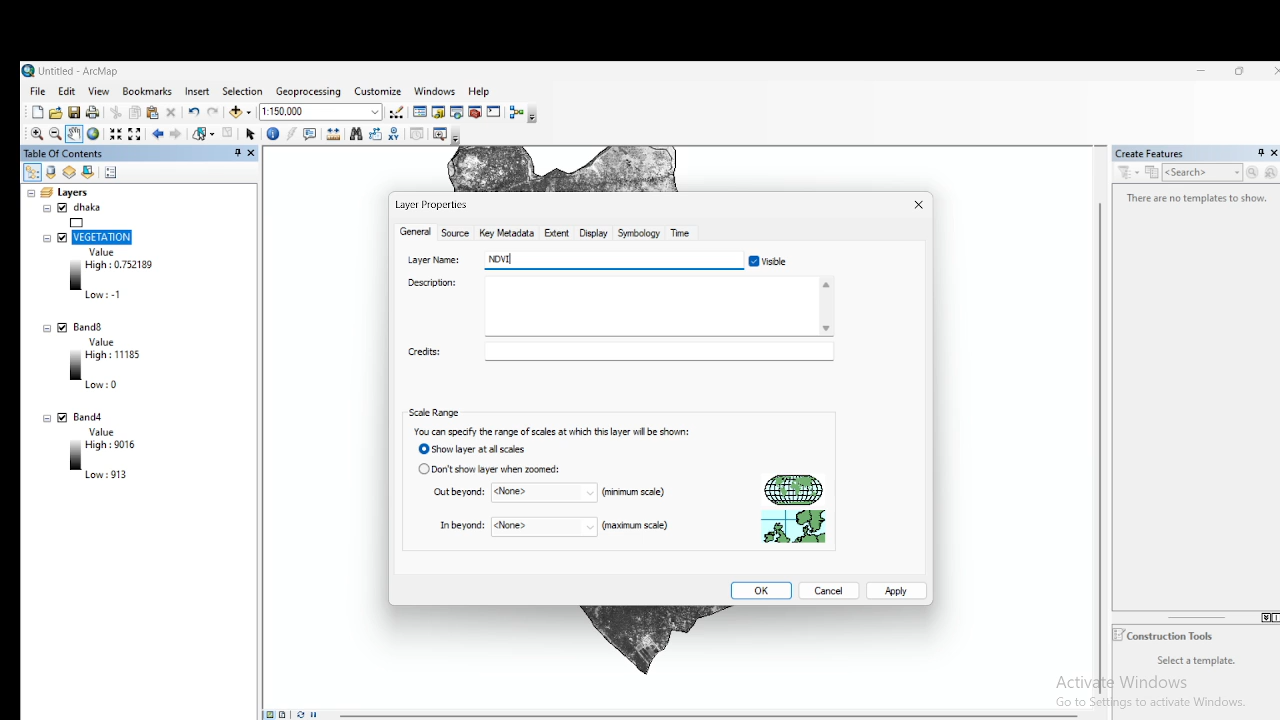 Untitled - ArcMap
File Edit View Bookmarks Insert Selection Geoprocessing Customize Windows Help
1:150,000
Table Of Contents
Layers
dhaka
VEGETATION
Value
High : 0.752189
Low : -1
Band8
Value
High : 11185
Low : 0
Band4
Value
High : 9016
Low : 913
Layer Properties
General Source Key Metadata Extent Display Symbology Time
Layer Name: NDVI Visible
Description:
Credits:
Scale Range
You can specify the range of scales at which this layer will be shown:
Show layer at all scales
Don't show layer when zoomed:
Out beyond: <None> (minimum scale)
In beyond: <None> (maximum scale)
OK Cancel Apply
Create Features
<Search>
There are no templates to show.
Construction Tools
Select a template.
Activate Windows
Go to Settings to activate Windows.